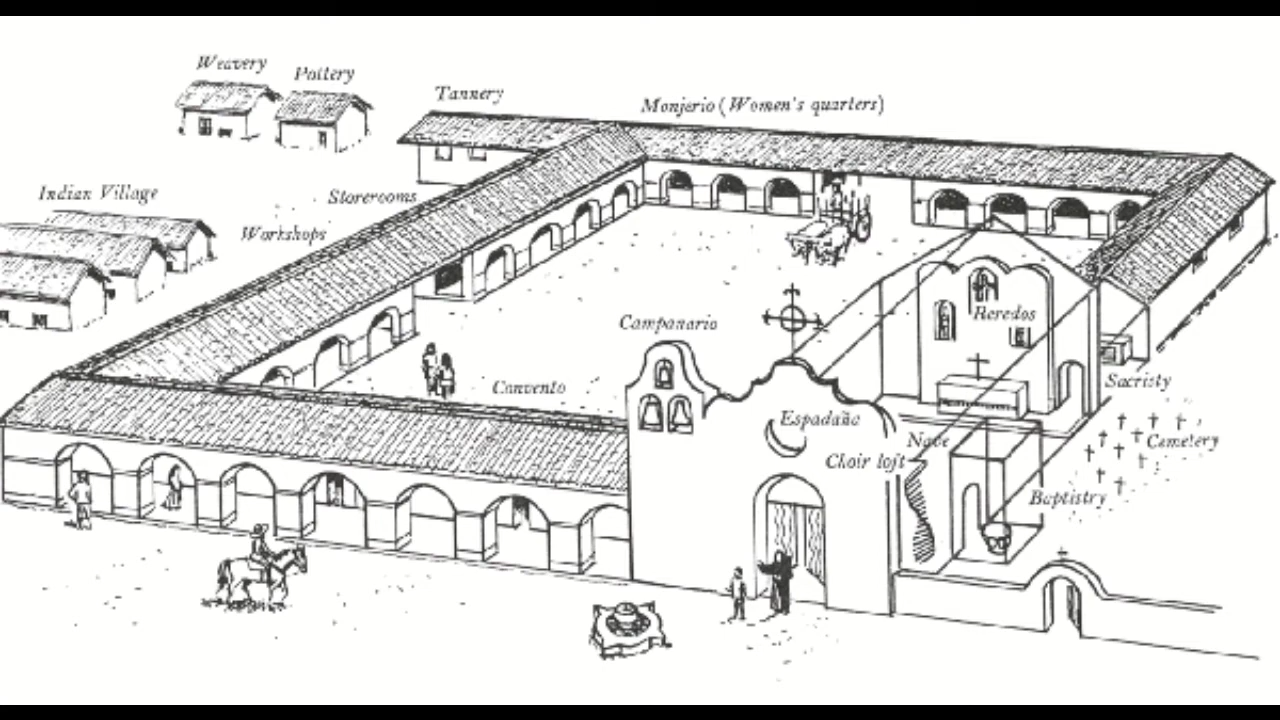 Weavery
Pottery
Tannery
Monjerio (Women's quarters)
Indian Village
Storerooms
Workshops
Campanario
Reredos
Convento
Sacristy
Espadaña
Nave
Cemetery
Choir loft
Baptistry